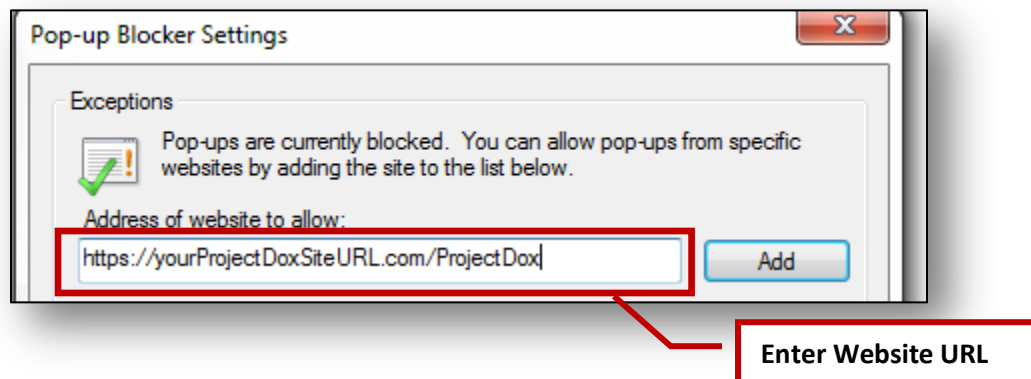 Pop-up Blocker Settings
Exceptions
Pop-ups are currently blocked. You can allow pop-ups from specific
websites by adding the site to the list below.
Address of website to allow:
https://yourProjectDoxSiteURL.com/ProjectDox
Add
Enter Website URL